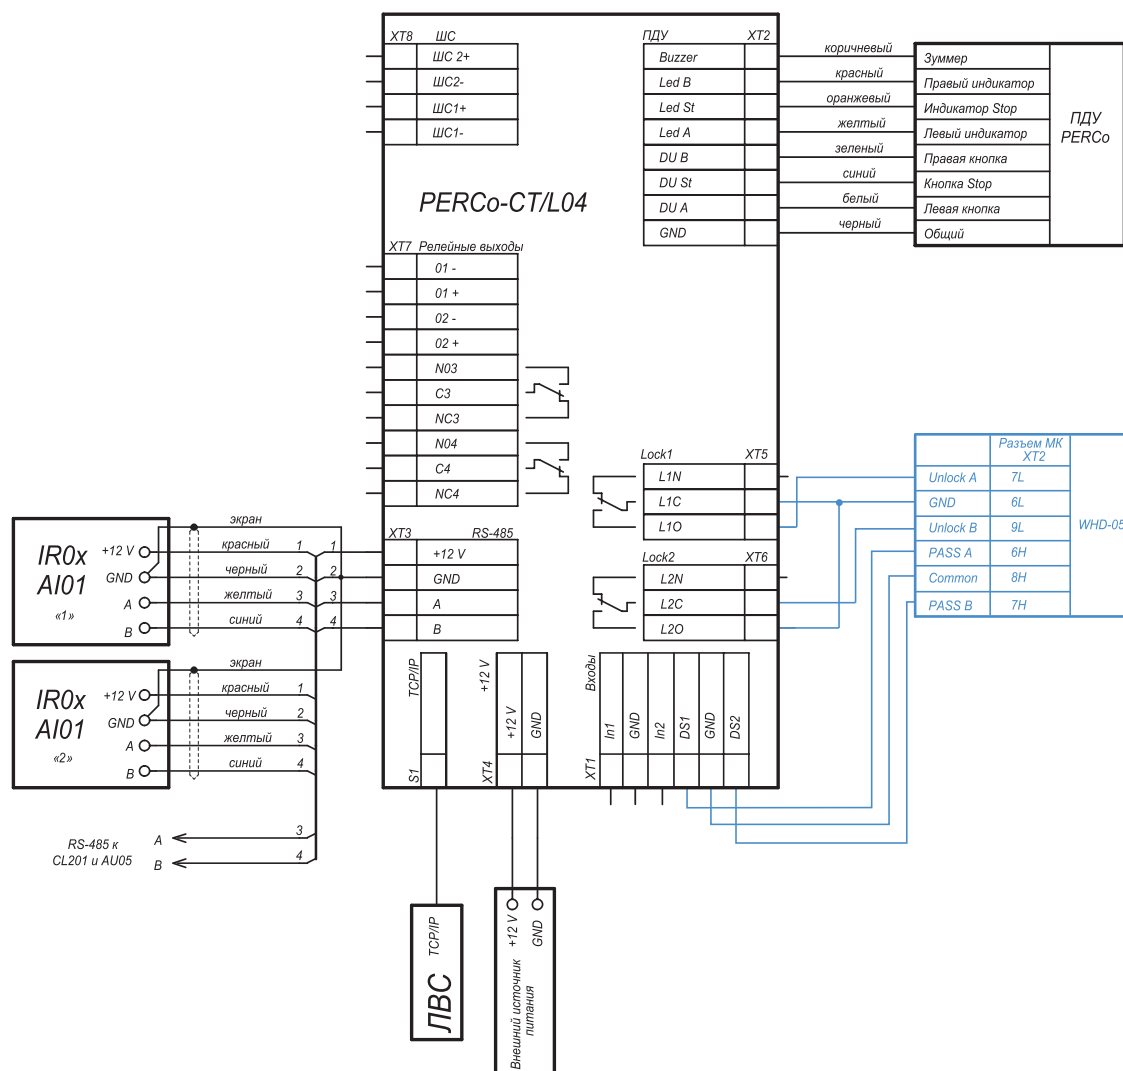 XT8 ШС
ШС 2+
ШС2-
ШС1+
ШС1-
PERCo-CT/L04
ПДУ XT2
Buzzer
Led B
Led St
Led A
DU B
DU St
DU A
GND
коричневый
красный
оранжевый
желтый
зеленый
синий
белый
черный
Зуммер
Правый индикатор
Индикатор Stop
Левый индикатор
Правая кнопка
Кнопка Stop
Левая кнопка
Общий
ПДУ
PERCo
XT7 Релейные выходы
01 -
01 +
02 -
02 +
N03
C3
NC3
N04
C4
NC4
Lock1 XT5
L1N
L1C
L1O
Lock2 XT6
L2N
L2C
L2O
Разъем МК
XT2
Unlock A 7L
GND 6L
Unlock B 9L
PASS A 6H
Common 8H
PASS B 7H
WHD-05
XT3 RS-485
+12 V
GND
A
B
IR0x
AI01
«1»
+12 V
GND
A
B
экран
красный 1 1
черный 2 2
желтый 3 3
синий 4 4
IR0x
AI01
«2»
+12 V
GND
A
B
экран
красный 1
черный 2
желтый 3
синий 4
RS-485 к
CL201 и AU05
A 3
B 4
TCP/IP
S1
+12 V
XT4
+12 V
GND
Входы
XT1
In1
GND
In2
DS1
GND
DS2
ЛВС
TCP/IP
+12 V
GND
Внешний источник
питания